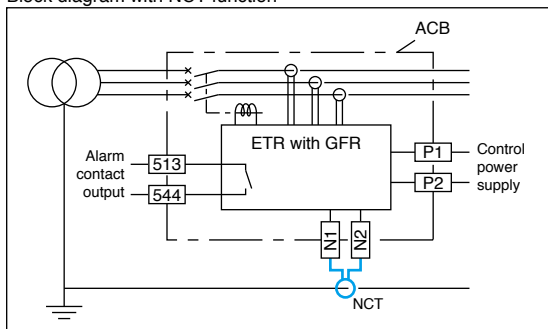 Block diagram with NCT function
ACB
ETR with GFR
Alarm
contact
output
513
544
P1
P2
Control
power
supply
N1
N2
NCT